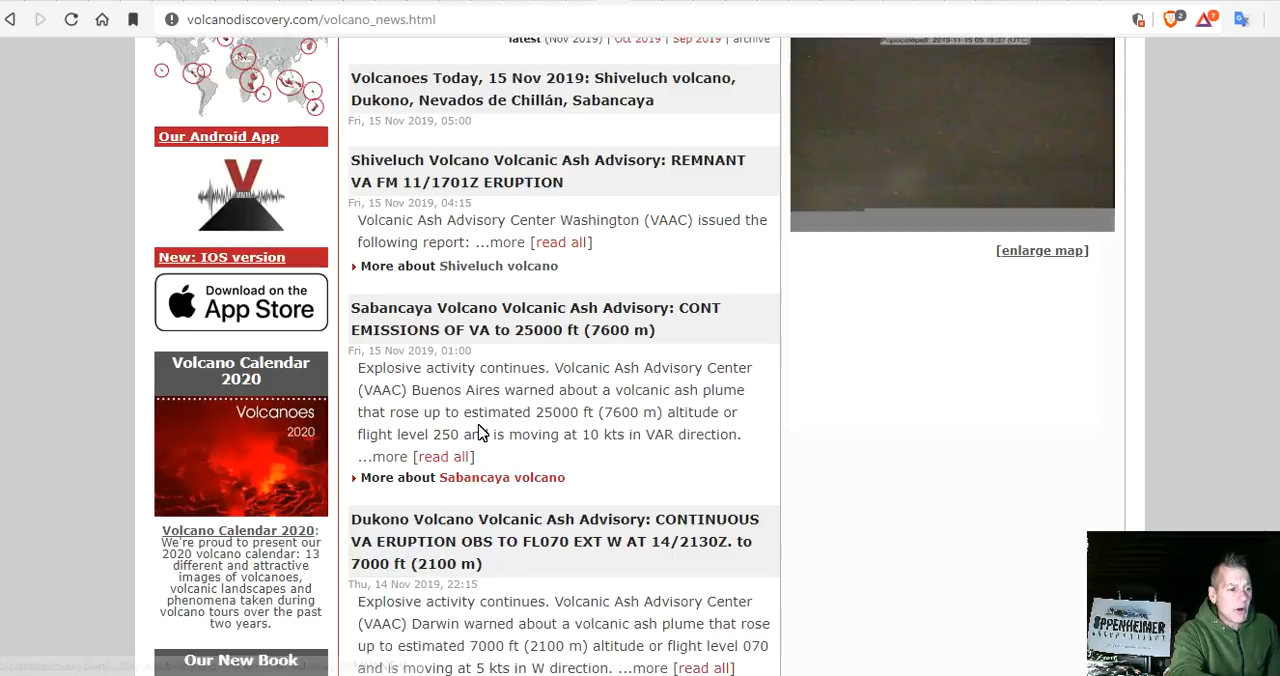 volcanodiscovery.com/volcano_news.html
2
7
latest (Nov 2019) | Oct 2019 | Sep 2019 | archive
Popocatépetl 2019-11-15 05:19:37 (UTC)
Volcanoes Today, 15 Nov 2019: Shiveluch volcano,
Dukono, Nevados de Chillán, Sabancaya
Fri, 15 Nov 2019, 05:00
Our Android App
V
Shiveluch Volcano Volcanic Ash Advisory: REMNANT
VA FM 11/1701Z ERUPTION
Fri, 15 Nov 2019, 04:15
Volcanic Ash Advisory Center Washington (VAAC) issued the
following report: ...more [read all]
More about Shiveluch volcano
[enlarge map]
New: IOS version
Download on the
App Store
Sabancaya Volcano Volcanic Ash Advisory: CONT
EMISSIONS OF VA to 25000 ft (7600 m)
Fri, 15 Nov 2019, 01:00
Explosive activity continues. Volcanic Ash Advisory Center
(VAAC) Buenos Aires warned about a volcanic ash plume
that rose up to estimated 25000 ft (7600 m) altitude or
flight level 250 and is moving at 10 kts in VAR direction.
...more [read all]
More about Sabancaya volcano
Volcano Calendar
2020
Volcanoes
2020
Volcano Calendar 2020:
We're proud to present our
2020 volcano calendar: 13
different and attractive
images of volcanoes,
volcanic landscapes and
phenomena taken during
volcano tours over the past
two years.
Our New Book
Dukono Volcano Volcanic Ash Advisory: CONTINUOUS
VA ERUPTION OBS TO FL070 EXT W AT 14/2130Z. to
7000 ft (2100 m)
Thu, 14 Nov 2019, 22:15
Explosive activity continues. Volcanic Ash Advisory Center
(VAAC) Darwin warned about a volcanic ash plume that rose
up to estimated 7000 ft (2100 m) altitude or flight level 070
and is moving at 5 kts in W direction. ...more [read all]
OPPENHEIMER